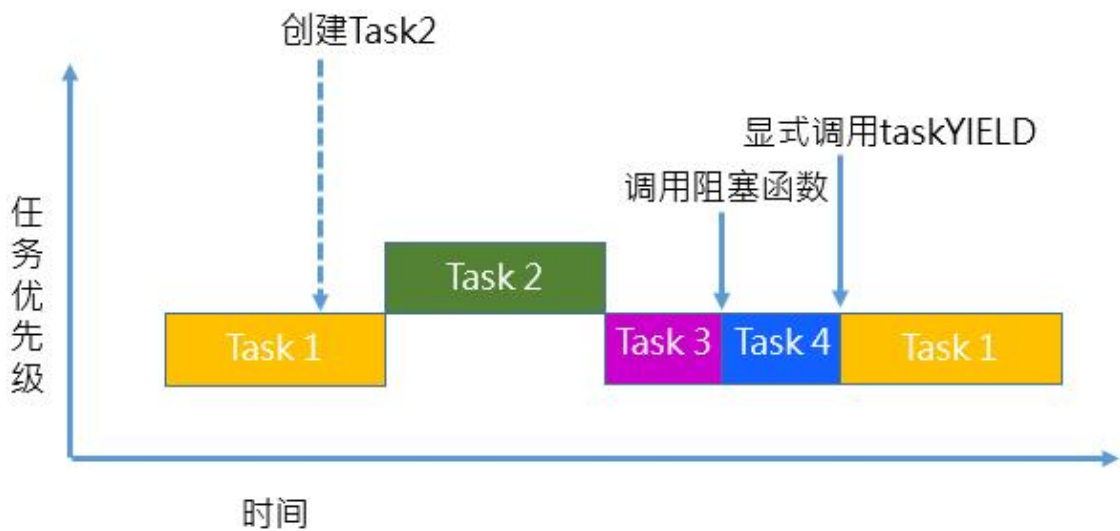 创建Task2
显式调用taskYIELD
调用阻塞函数
任务优先级
Task 2
Task 1
Task 3
Task 4
Task 1
时间